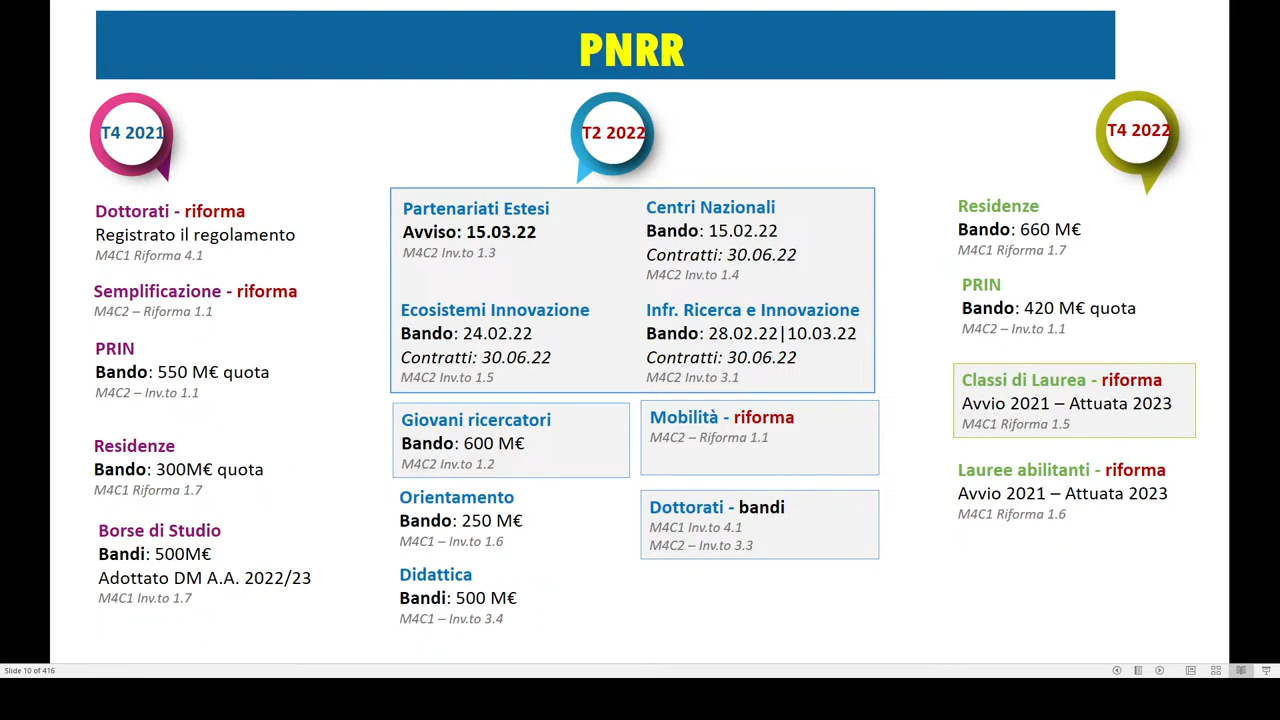 PNRR
T4 2021
T2 2022
T4 2022
Dottorati - riforma
Registrato il regolamento
M4C1 Riforma 4.1
Semplificazione - riforma
M4C2 – Riforma 1.1
PRIN
Bando: 550 M€ quota
M4C2 – Inv.to 1.1
Residenze
Bando: 300M€ quota
M4C1 Riforma 1.7
Borse di Studio
Bandi: 500M€
Adottato DM A.A. 2022/23
M4C1 Inv.to 1.7
Partenariati Estesi
Avviso: 15.03.22
M4C2 Inv.to 1.3
Centri Nazionali
Bando: 15.02.22
Contratti: 30.06.22
M4C2 Inv.to 1.4
Ecosistemi Innovazione
Bando: 24.02.22
Contratti: 30.06.22
M4C2 Inv.to 1.5
Infr. Ricerca e Innovazione
Bando: 28.02.22|10.03.22
Contratti: 30.06.22
M4C2 Inv.to 3.1
Giovani ricercatori
Bando: 600 M€
M4C2 Inv.to 1.2
Mobilità - riforma
M4C2 – Riforma 1.1
Orientamento
Bando: 250 M€
M4C1 – Inv.to 1.6
Dottorati - bandi
M4C1 Inv.to 4.1
M4C2 – Inv.to 3.3
Didattica
Bandi: 500 M€
M4C1 – Inv.to 3.4
Residenze
Bando: 660 M€
M4C1 Riforma 1.7
PRIN
Bando: 420 M€ quota
M4C2 – Inv.to 1.1
Classi di Laurea - riforma
Avvio 2021 – Attuata 2023
M4C1 Riforma 1.5
Lauree abilitanti - riforma
Avvio 2021 – Attuata 2023
M4C1 Riforma 1.6
Slide 10 of 416